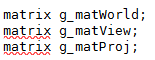 matrix g_matWorld;
matrix g_matView;
matrix g_matProj;